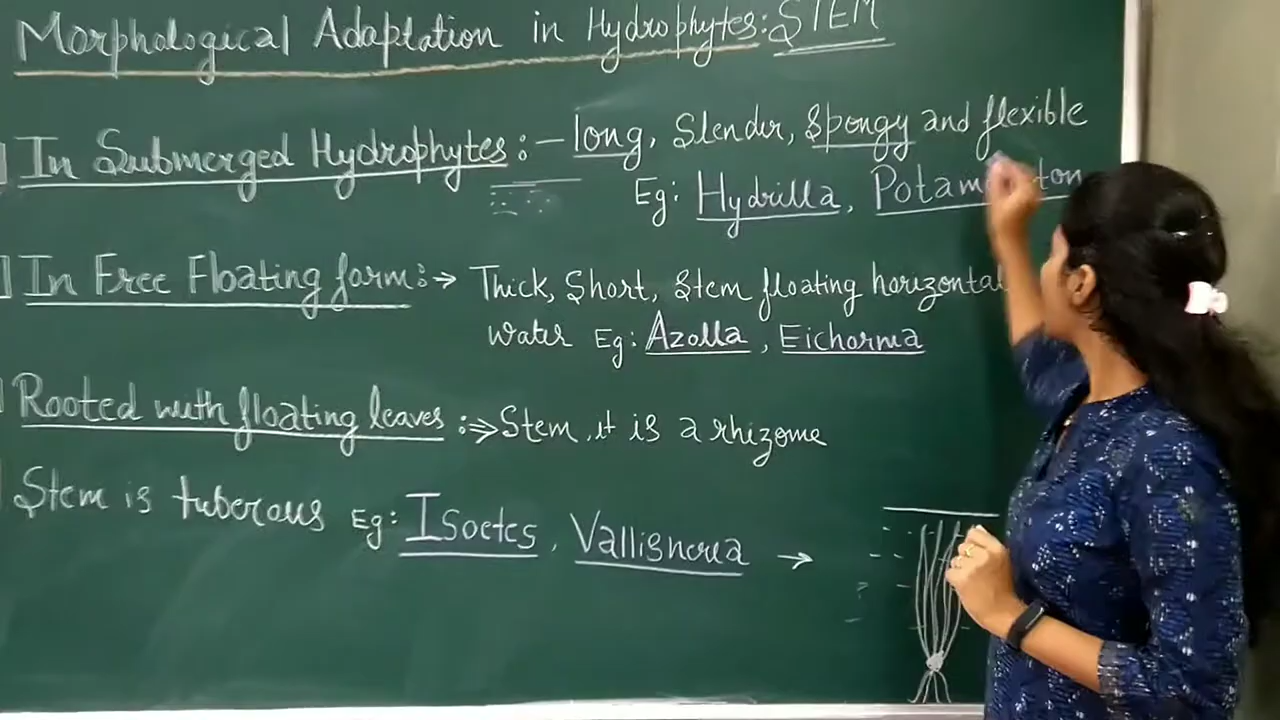 Morphological Adaptation in Hydrophytes: STEM
In Submerged Hydrophytes :- long, Slender, Spongy and flexible
Eg: Hydrilla,
In Free Floating form :→ Thick, Short, Stem floating horizontal
Water Eg: Azolla, Eichornia
Rooted with floating leaves :⇒ Stem, it is a rhizome
Stem is tuberous Eg: Isoetes, Vallisneria →